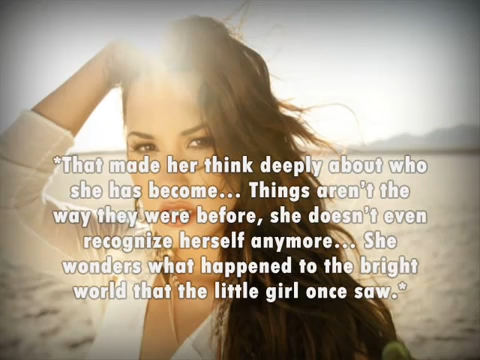 *That made her think deeply about who
she has become... Things aren't the
way they were before, she doesn't even
recognize herself anymore... She
wonders what happened to the bright
world that the little girl once saw.*